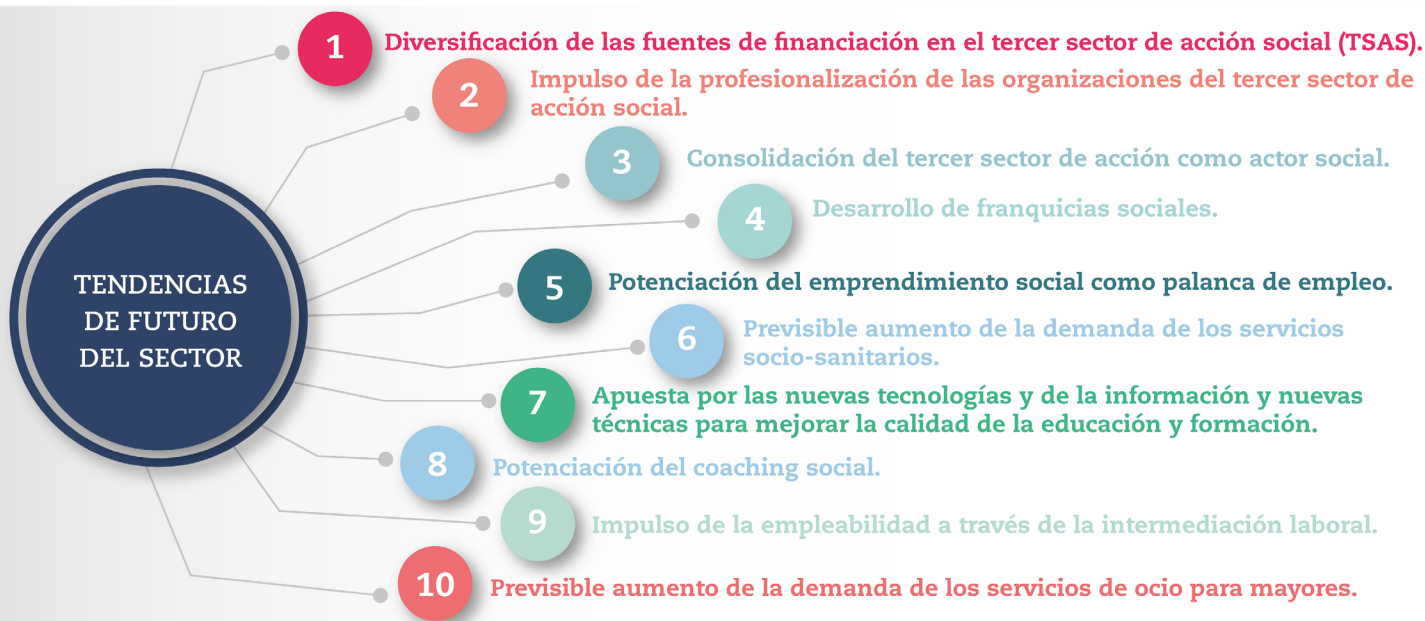 TENDENCIAS
DE FUTURO
DEL SECTOR
1
Diversificación de las fuentes de financiación en el tercer sector de acción social (TSAS).
2
Impulso de la profesionalización de las organizaciones del tercer sector de
acción social.
3
Consolidación del tercer sector de acción como actor social.
4
Desarrollo de franquicias sociales.
5
Potenciación del emprendimiento social como palanca de empleo.
6
Previsible aumento de la demanda de los servicios
socio-sanitarios.
7
Apuesta por las nuevas tecnologías y de la información y nuevas
técnicas para mejorar la calidad de la educación y formación.
8
Potenciación del coaching social.
9
Impulso de la empleabilidad a través de la intermediación laboral.
10
Previsible aumento de la demanda de los servicios de ocio para mayores.